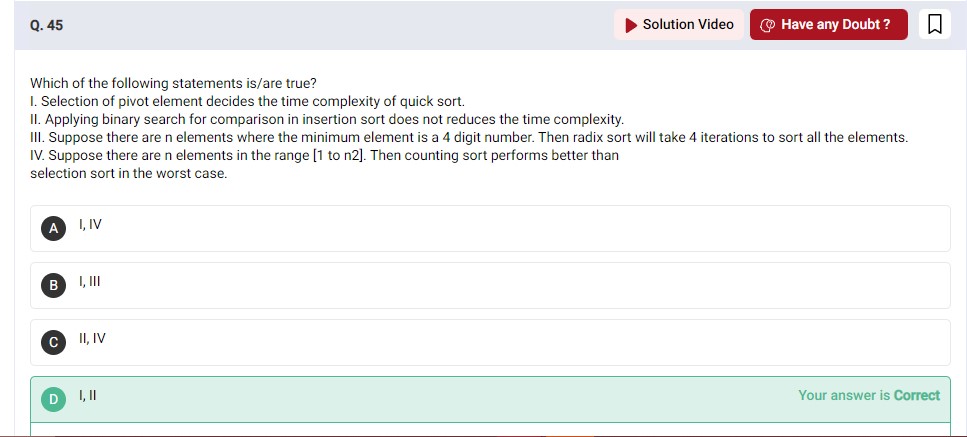 Q. 45
Solution Video
Have any Doubt ?
Which of the following statements is/are true?
I. Selection of pivot element decides the time complexity of quick sort.
II. Applying binary search for comparison in insertion sort does not reduces the time complexity.
III. Suppose there are n elements where the minimum element is a 4 digit number. Then radix sort will take 4 iterations to sort all the elements.
IV. Suppose there are n elements in the range [1 to n2]. Then counting sort performs better than
selection sort in the worst case.
A I, IV
B I, III
C II, IV
D I, II Your answer is Correct